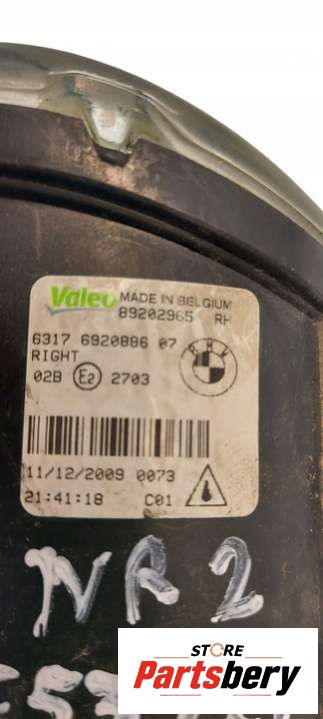 Valeo MADE IN BELGIUM
89202965 RH
6317 6920886 07
RIGHT
BMW
02B E2 2703
11/12/2009 0073
21:41:18 C01
NR2
STORE
Partsbery